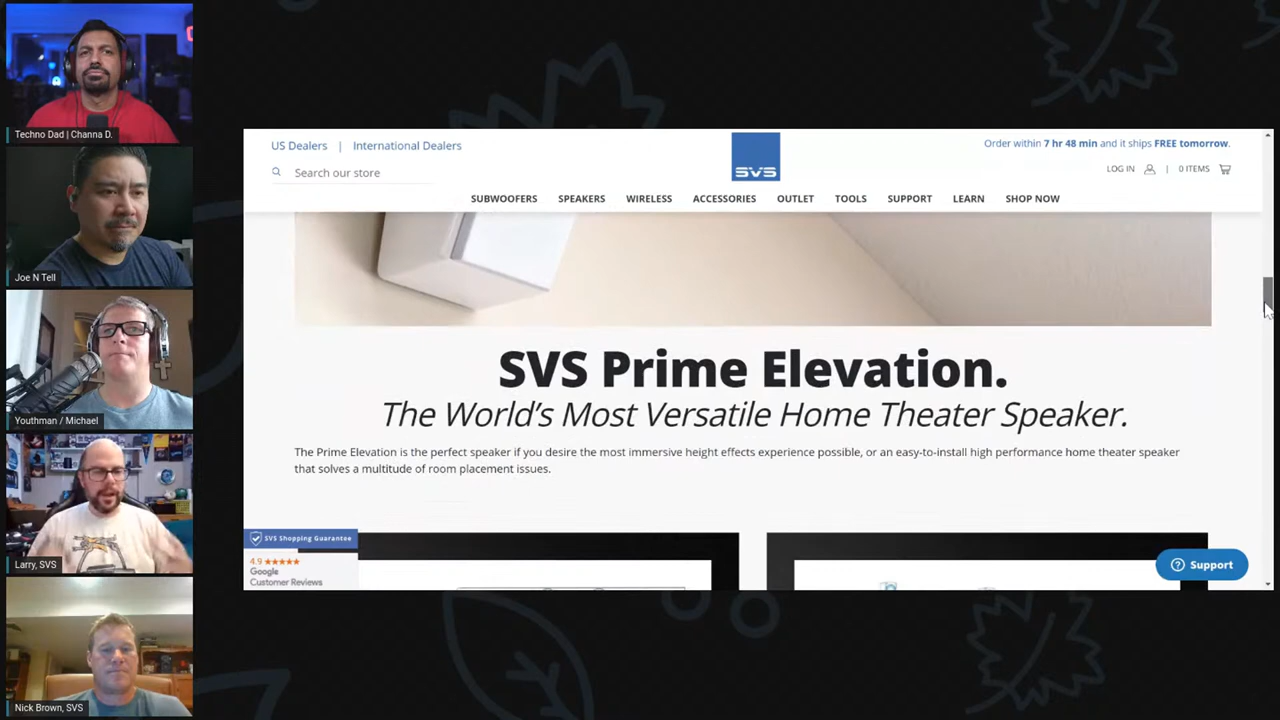 Techno Dad | Channa D.
Joe N Tell
Youthman / Michael
Larry, SVS
Nick Brown, SVS
US Dealers | International Dealers
SVS
Order within 7 hr 48 min and it ships FREE tomorrow.
Search our store
LOG IN | 0 ITEMS
SUBWOOFERS SPEAKERS WIRELESS ACCESSORIES OUTLET TOOLS SUPPORT LEARN SHOP NOW
SVS Prime Elevation.
The World's Most Versatile Home Theater Speaker.
The Prime Elevation is the perfect speaker if you desire the most immersive height effects experience possible, or an easy-to-install high performance home theater speaker
that solves a multitude of room placement issues.
SVS Shopping Guarantee
4.9 ★★★★★
Google
Customer Reviews
Support